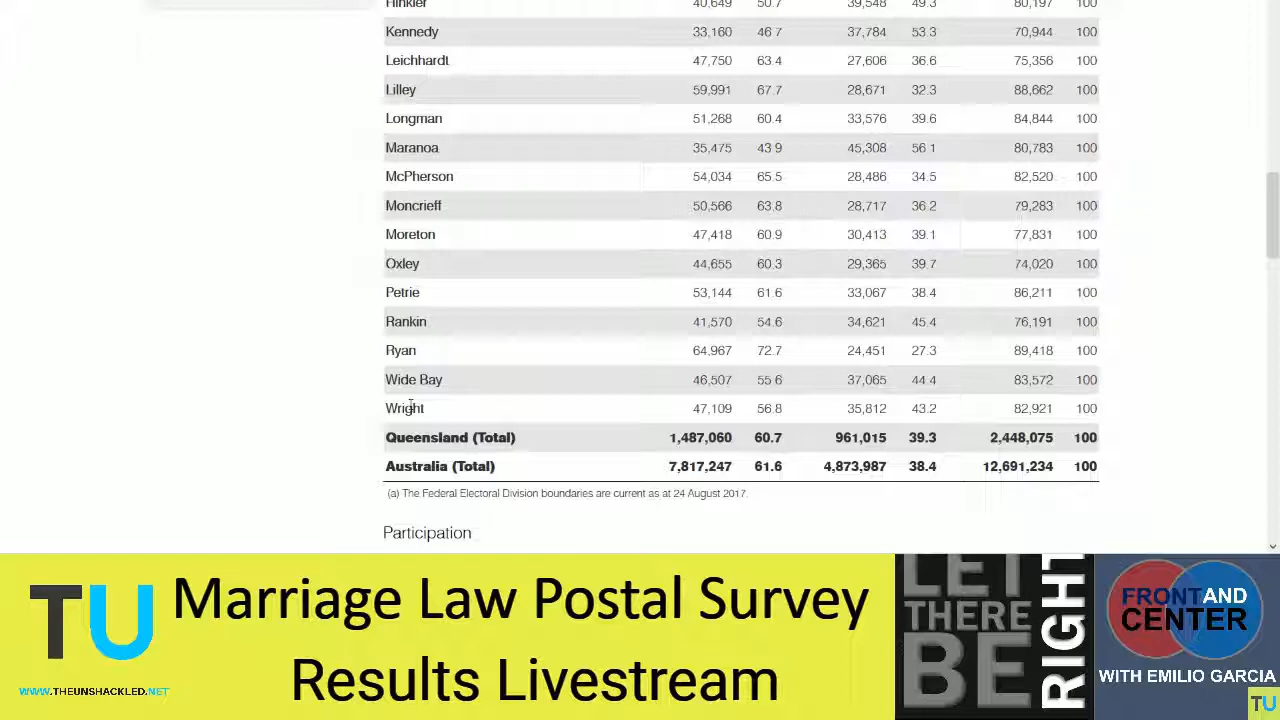 Hinkler 40,649 50.7 39,548 49.3 80,197 100
Kennedy 33,160 46.7 37,784 53.3 70,944 100
Leichhardt 47,750 63.4 27,606 36.6 75,356 100
Lilley 59,991 67.7 28,671 32.3 88,662 100
Longman 51,268 60.4 33,576 39.6 84,844 100
Maranoa 35,475 43.9 45,308 56.1 80,783 100
McPherson 54,034 65.5 28,486 34.5 82,520 100
Moncrieff 50,566 63.8 28,717 36.2 79,283 100
Moreton 47,418 60.9 30,413 39.1 77,831 100
Oxley 44,655 60.3 29,365 39.7 74,020 100
Petrie 53,144 61.6 33,067 38.4 86,211 100
Rankin 41,570 54.6 34,621 45.4 76,191 100
Ryan 64,967 72.7 24,451 27.3 89,418 100
Wide Bay 46,507 55.6 37,065 44.4 83,572 100
Wright 47,109 56.8 35,812 43.2 82,921 100
Queensland (Total) 1,487,060 60.7 961,015 39.3 2,448,075 100
Australia (Total) 7,817,247 61.6 4,873,987 38.4 12,691,234 100
(a) The Federal Electoral Division boundaries are current as at 24 August 2017.
Participation
TU
WWW.THEUNSHACKLED.NET
Marriage Law Postal Survey
Results Livestream
LET
THERE
BE
RIGHT
FRONT AND
CENTER
WITH EMILIO GARCIA
TU